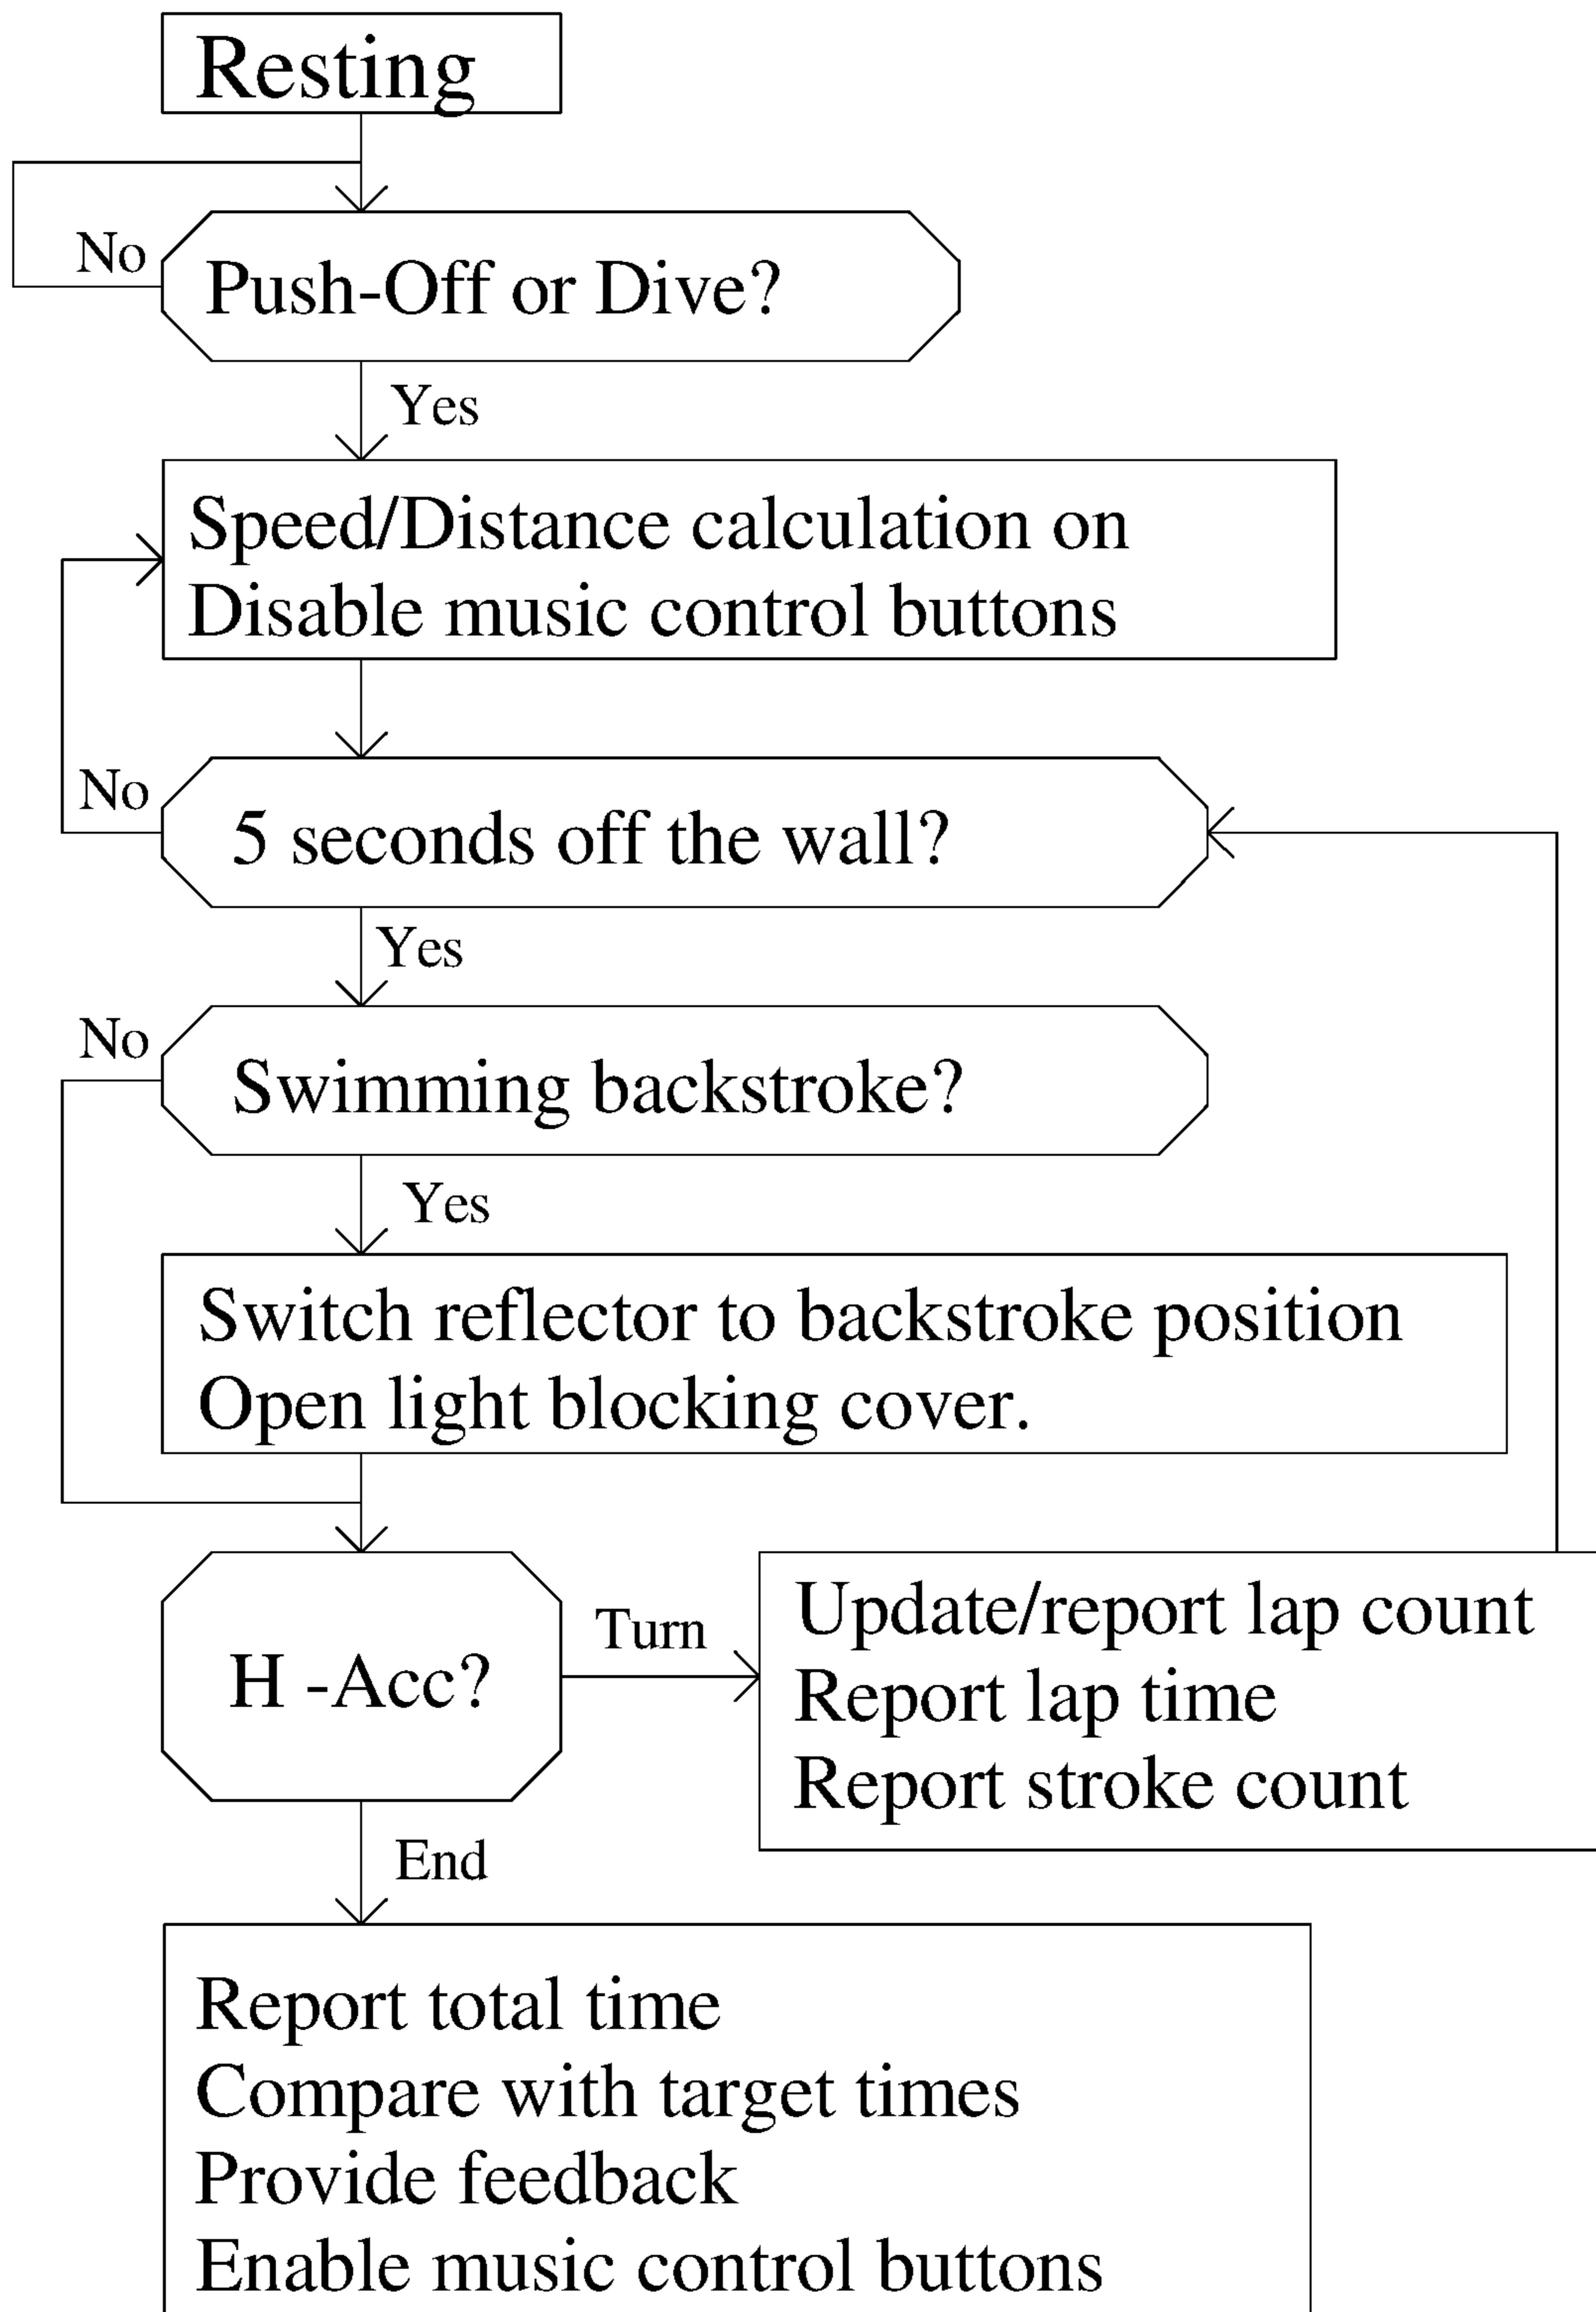 Resting
No
Push-Off or Dive?
Yes
Speed/Distance calculation on
Disable music control buttons
No
5 seconds off the wall?
Yes
No
Swimming backstroke?
Yes
Switch reflector to backstroke position
Open light blocking cover.
H -Acc?
Turn
Update/report lap count
Report lap time
Report stroke count
End
Report total time
Compare with target times
Provide feedback
Enable music control buttons